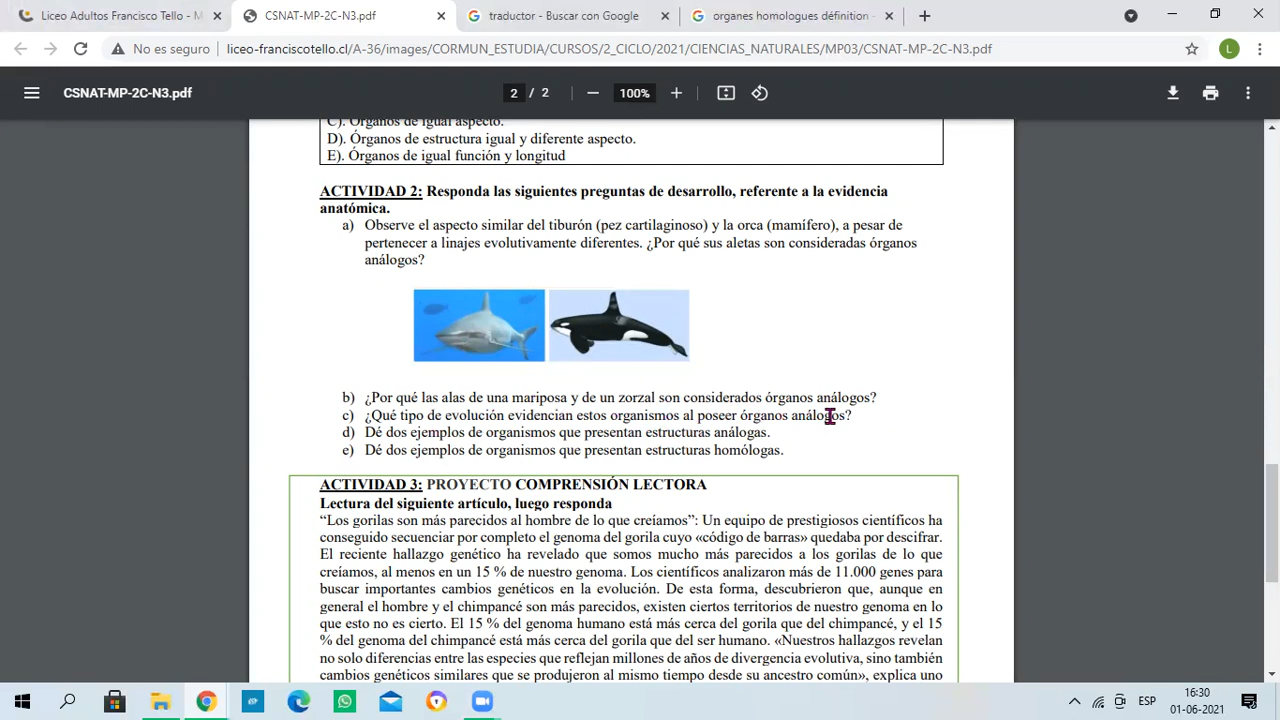 Liceo Adultos Francisco Tello - M
CSNAT-MP-2C-N3.pdf
traductor - Buscar con Google
organes homologues définition -
No es seguro
liceo-franciscotello.cl/A-36/images/CORMUN_ESTUDIA/CURSOS/2_CICLO/2021/CIENCIAS_NATURALES/MP03/CSNAT-MP-2C-N3.pdf
L
CSNAT-MP-2C-N3.pdf
2 / 2
100%
C). Órganos de igual aspecto.
D). Órganos de estructura igual y diferente aspecto.
E). Órganos de igual función y longitud
ACTIVIDAD 2: Responda las siguientes preguntas de desarrollo, referente a la evidencia
anatómica.
a) Observe el aspecto similar del tiburón (pez cartilaginoso) y la orca (mamífero), a pesar de
pertenecer a linajes evolutivamente diferentes. ¿Por qué sus aletas son consideradas órganos
análogos?
b) ¿Por qué las alas de una mariposa y de un zorzal son considerados órganos análogos?
c) ¿Qué tipo de evolución evidencian estos organismos al poseer órganos análogos?
d) Dé dos ejemplos de organismos que presentan estructuras análogas.
e) Dé dos ejemplos de organismos que presentan estructuras homólogas.
ACTIVIDAD 3: PROYECTO COMPRENSIÓN LECTORA
Lectura del siguiente artículo, luego responda
“Los gorilas son más parecidos al hombre de lo que creíamos”: Un equipo de prestigiosos científicos ha
conseguido secuenciar por completo el genoma del gorila cuyo «código de barras» quedaba por descifrar.
El reciente hallazgo genético ha revelado que somos mucho más parecidos a los gorilas de lo que
creíamos, al menos en un 15 % de nuestro genoma. Los científicos analizaron más de 11.000 genes para
buscar importantes cambios genéticos en la evolución. De esta forma, descubrieron que, aunque en
general el hombre y el chimpancé son más parecidos, existen ciertos territorios de nuestro genoma en lo
que esto no es cierto. El 15 % del genoma humano está más cerca del gorila que del chimpancé, y el 15
% del genoma del chimpancé está más cerca del gorila que del ser humano. «Nuestros hallazgos revelan
no solo diferencias entre las especies que reflejan millones de años de divergencia evolutiva, sino también
cambios genéticos similares que se produjeron al mismo tiempo desde su ancestro común», explica uno
ESP
16:30
01-06-2021